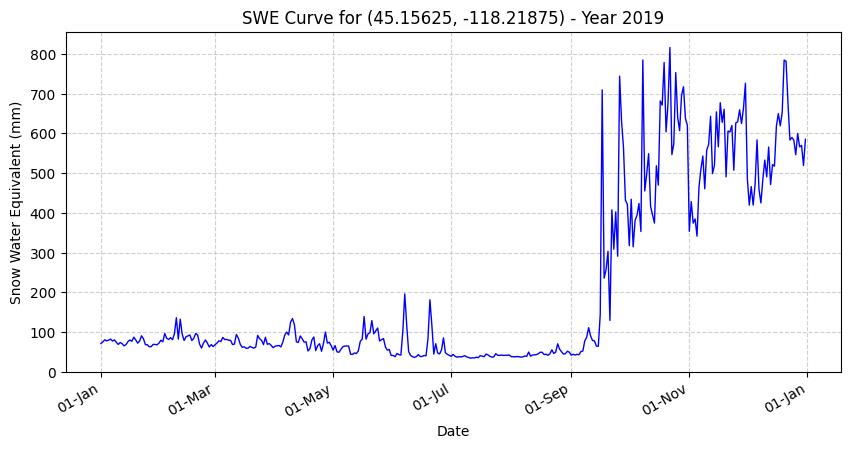 SWE Curve for (45.15625, -118.21875) - Year 2019
Snow Water Equivalent (mm)
800
700
600
500
400
300
200
100
0
01-Jan
01-Mar
01-May
01-Jul
01-Sep
01-Nov
01-Jan
Date